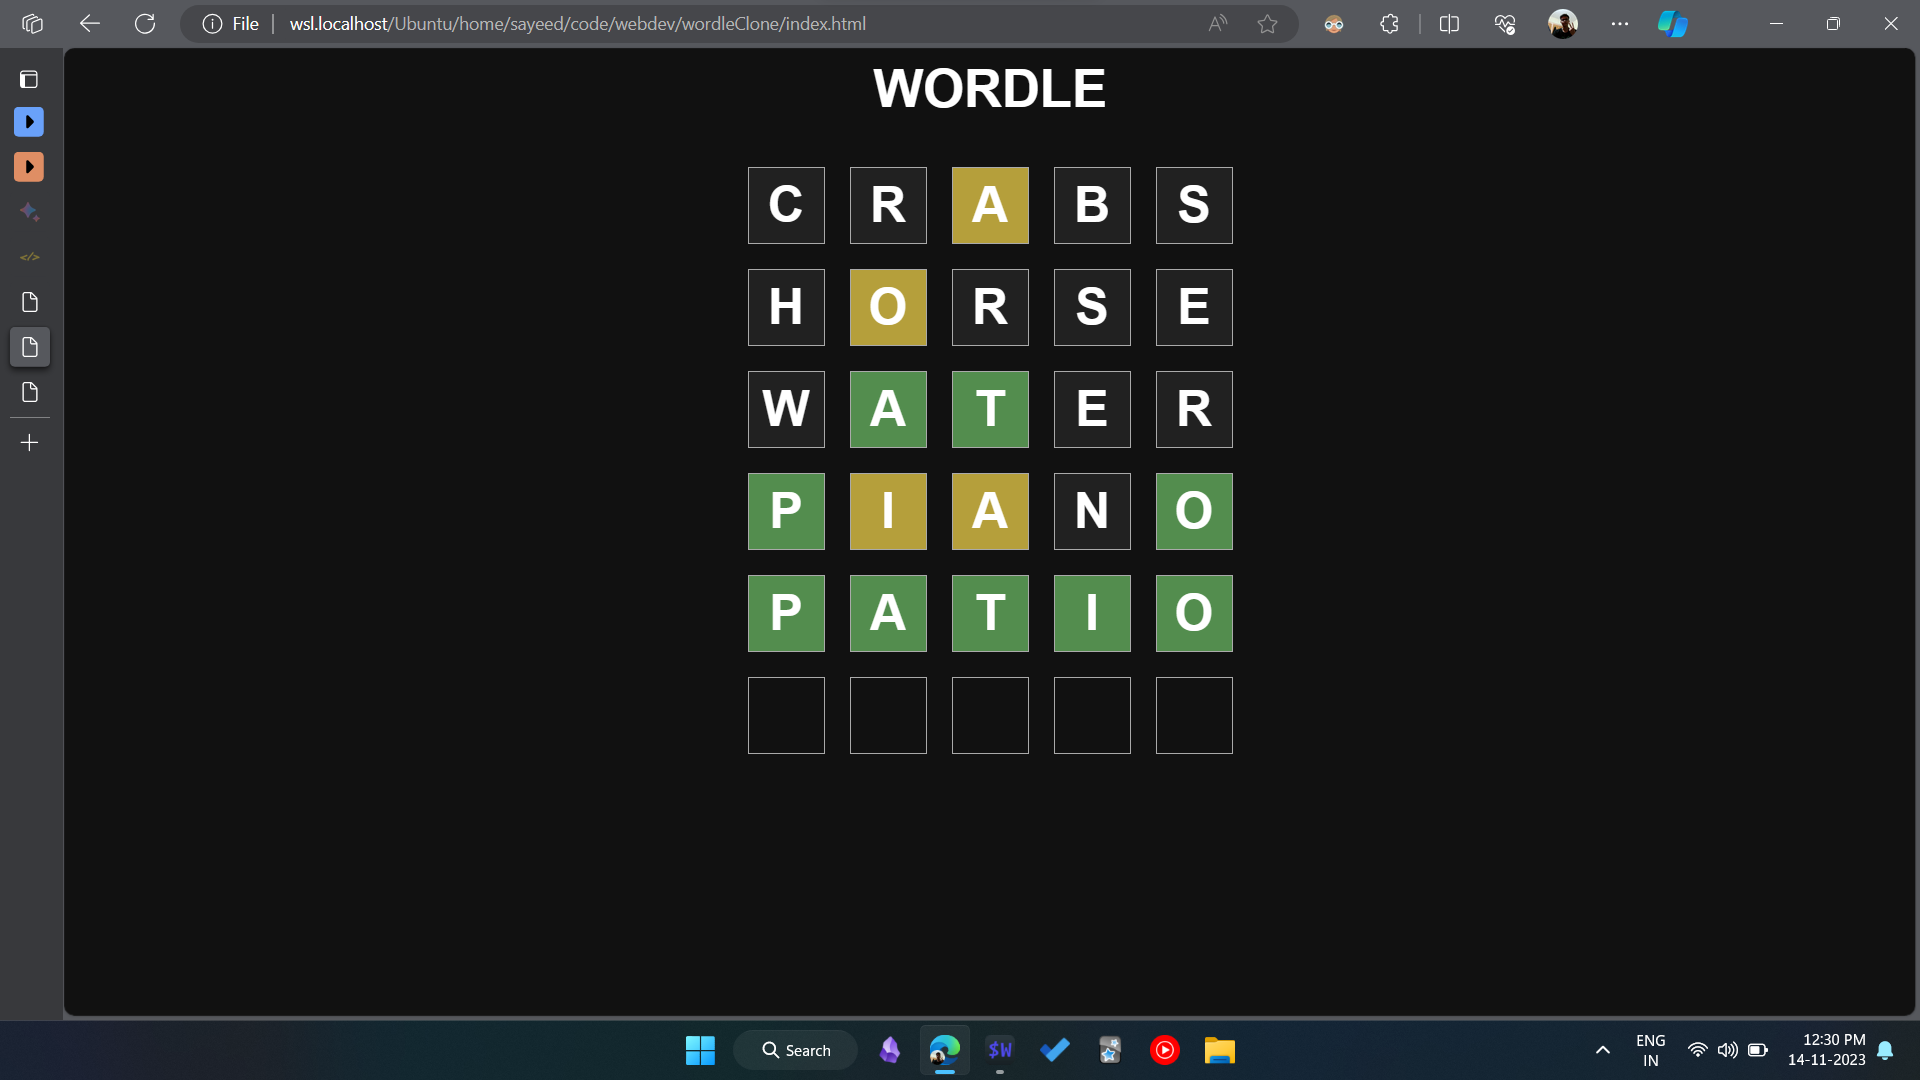 File wsl.localhost/Ubuntu/home/sayeed/code/webdev/wordleClone/index.html
WORDLE
C R A B S
H O R S E
W A T E R
P I A N O
P A T I O
Search
$W
ENG
IN
12:30 PM
14-11-2023